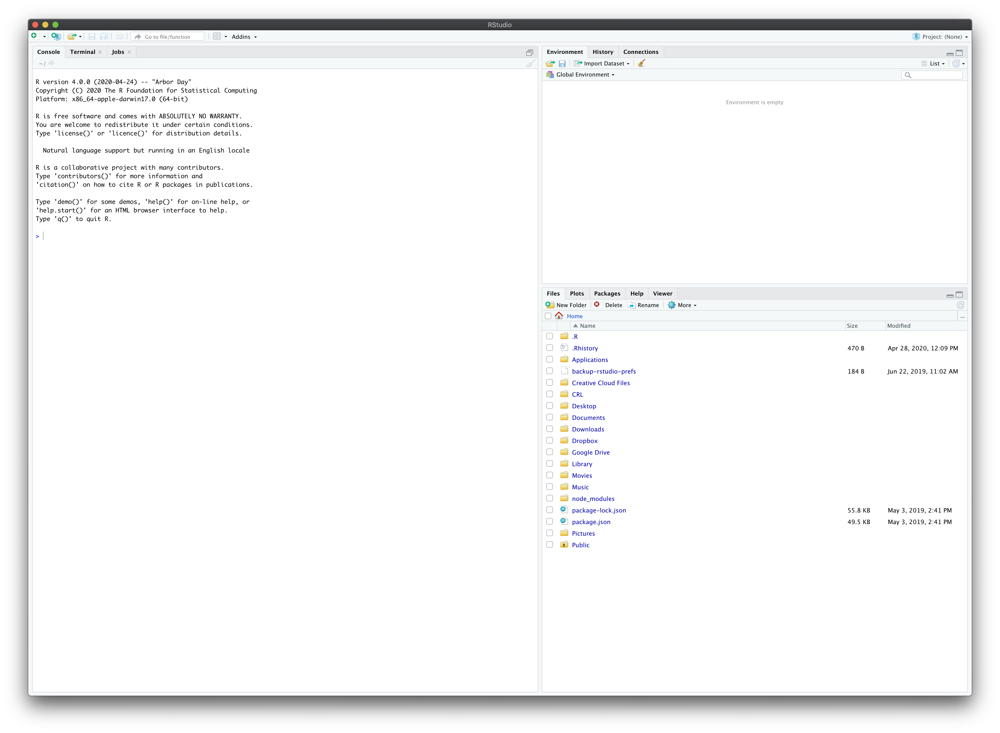 RStudio
Go to file/function
Addins
Project: (None)
Console Terminal Jobs
~/
R version 4.0.0 (2020-04-24) -- "Arbor Day"
Copyright (C) 2020 The R Foundation for Statistical Computing
Platform: x86_64-apple-darwin17.0 (64-bit)
R is free software and comes with ABSOLUTELY NO WARRANTY.
You are welcome to redistribute it under certain conditions.
Type 'license()' or 'licence()' for distribution details.
Natural language support but running in an English locale
R is a collaborative project with many contributors.
Type 'contributors()' for more information and
'citation()' on how to cite R or R packages in publications.
Type 'demo()' for some demos, 'help()' for on-line help, or
'help.start()' for an HTML browser interface to help.
Type 'q()' to quit R.
>
Environment History Connections
Import Dataset List
Global Environment
Environment is empty
Files Plots Packages Help Viewer
New Folder Delete Rename More
Home ...
Name Size Modified
.R
.Rhistory 470 B Apr 28, 2020, 12:09 PM
Applications
backup-rstudio-prefs 184 B Jun 22, 2019, 11:02 AM
Creative Cloud Files
CRL
Desktop
Documents
Downloads
Dropbox
Google Drive
Library
Movies
Music
node_modules
package-lock.json 55.8 KB May 3, 2019, 2:41 PM
package.json 49.5 KB May 3, 2019, 2:41 PM
Pictures
Public